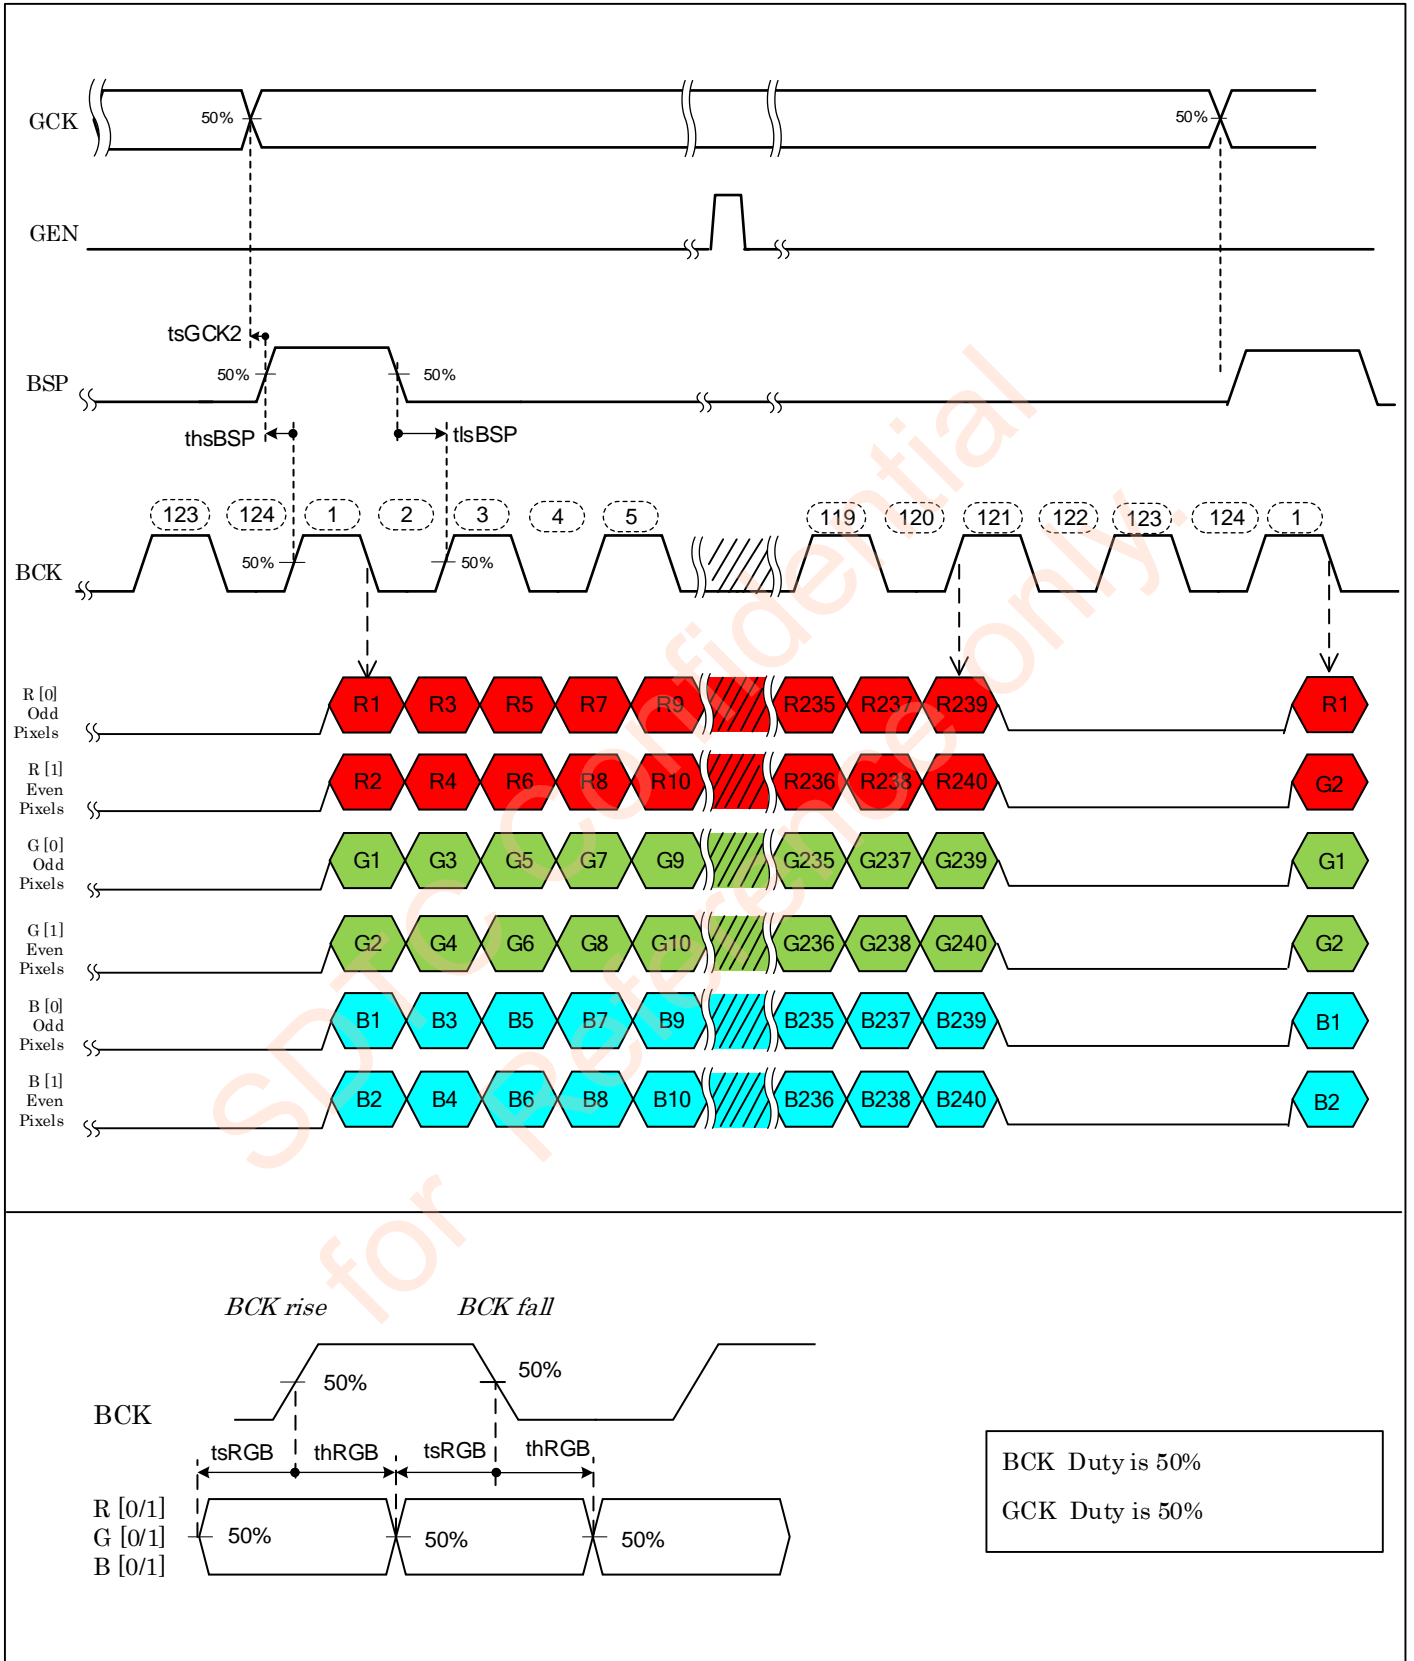 GCK
50%
50%
GEN
tsGCK2
BSP
50%
50%
thsBSP
tlsBSP
123 124 1 2 3 4 5 119 120 121 122 123 124 1
BCK
50%
50%
R [0]
Odd
Pixels
R1 R3 R5 R7 R9 R235 R237 R239 R1
R [1]
Even
Pixels
R2 R4 R6 R8 R10 R236 R238 R240 G2
G [0]
Odd
Pixels
G1 G3 G5 G7 G9 G235 G237 G239 G1
G [1]
Even
Pixels
G2 G4 G6 G8 G10 G236 G238 G240 G2
B [0]
Odd
Pixels
B1 B3 B5 B7 B9 B235 B237 B239 B1
B [1]
Even
Pixels
B2 B4 B6 B8 B10 B236 B238 B240 B2
SDTC Confidential
for Reference only.
BCK rise
BCK fall
50%
50%
BCK
tsRGB thRGB tsRGB thRGB
R [0/1]
G [0/1]
B [0/1]
50% 50% 50%
BCK Duty is 50%
GCK Duty is 50%